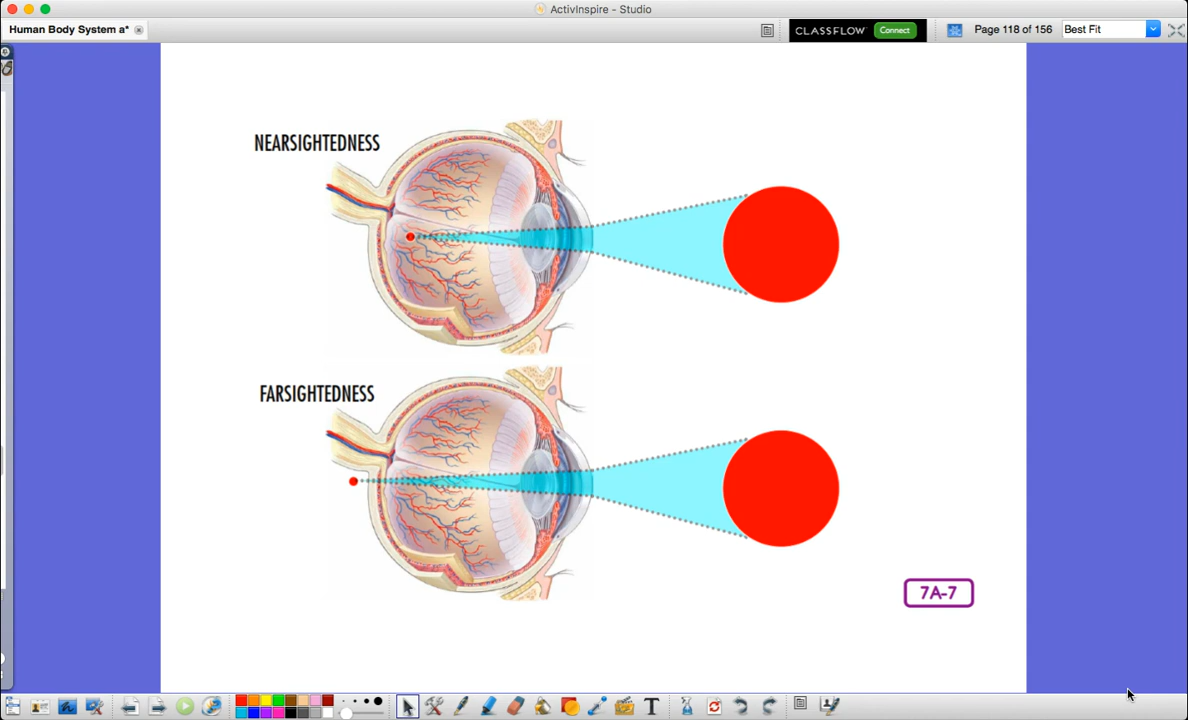 ActivInspire - Studio
Human Body System a*
CLASSFLOW Connect
Page 118 of 156
Best Fit
NEARSIGHTEDNESS
FARSIGHTEDNESS
7A-7